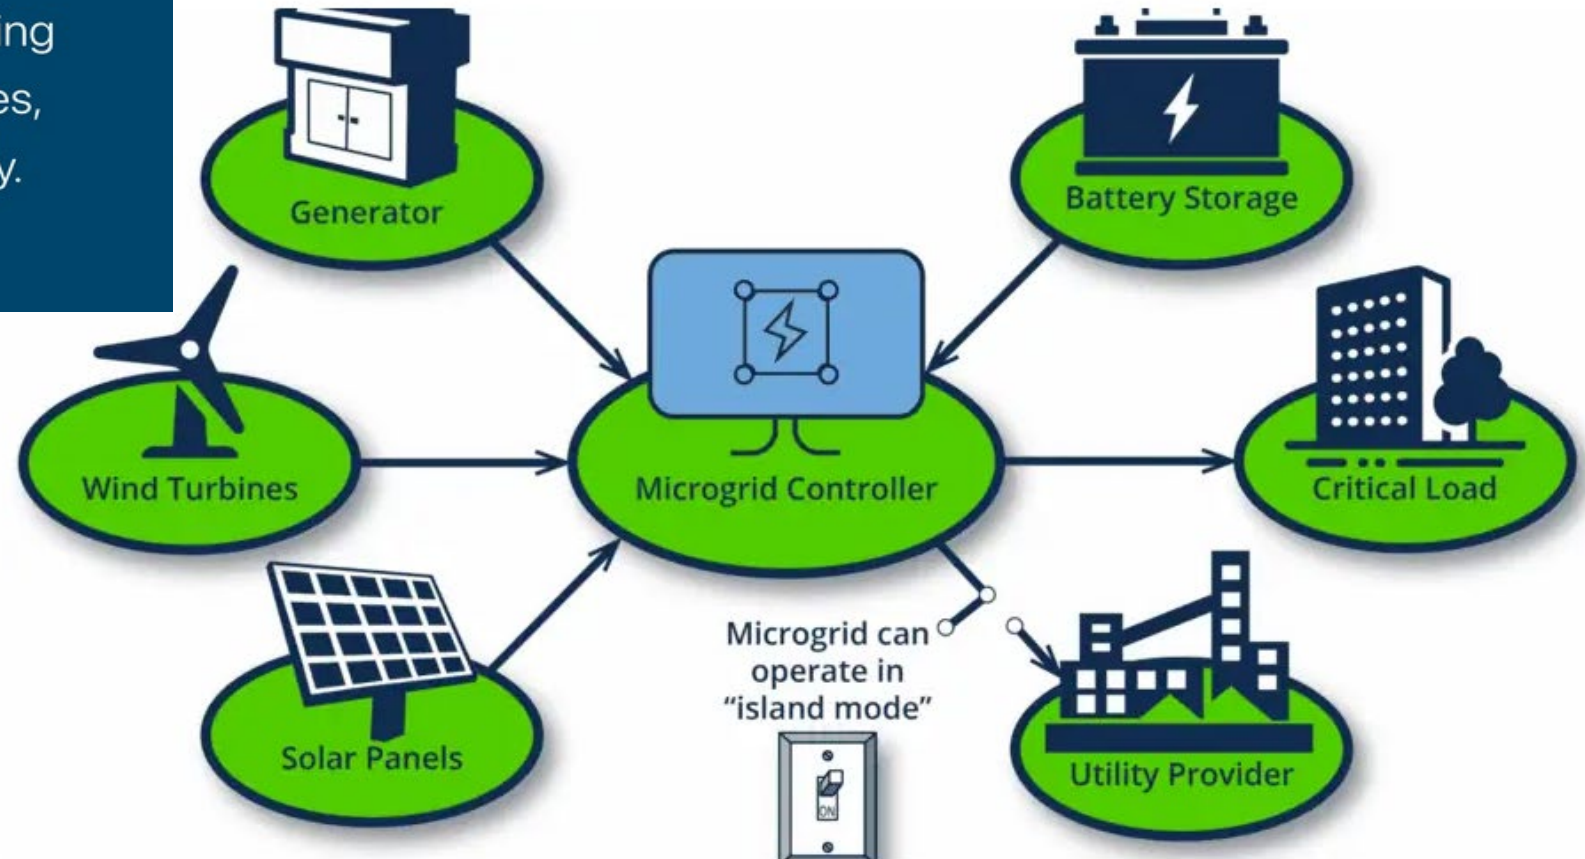 ing
es,
y.
Generator
Battery Storage
Wind Turbines
Microgrid Controller
Critical Load
Microgrid can
operate in
“island mode”
Solar Panels
Utility Provider
ON